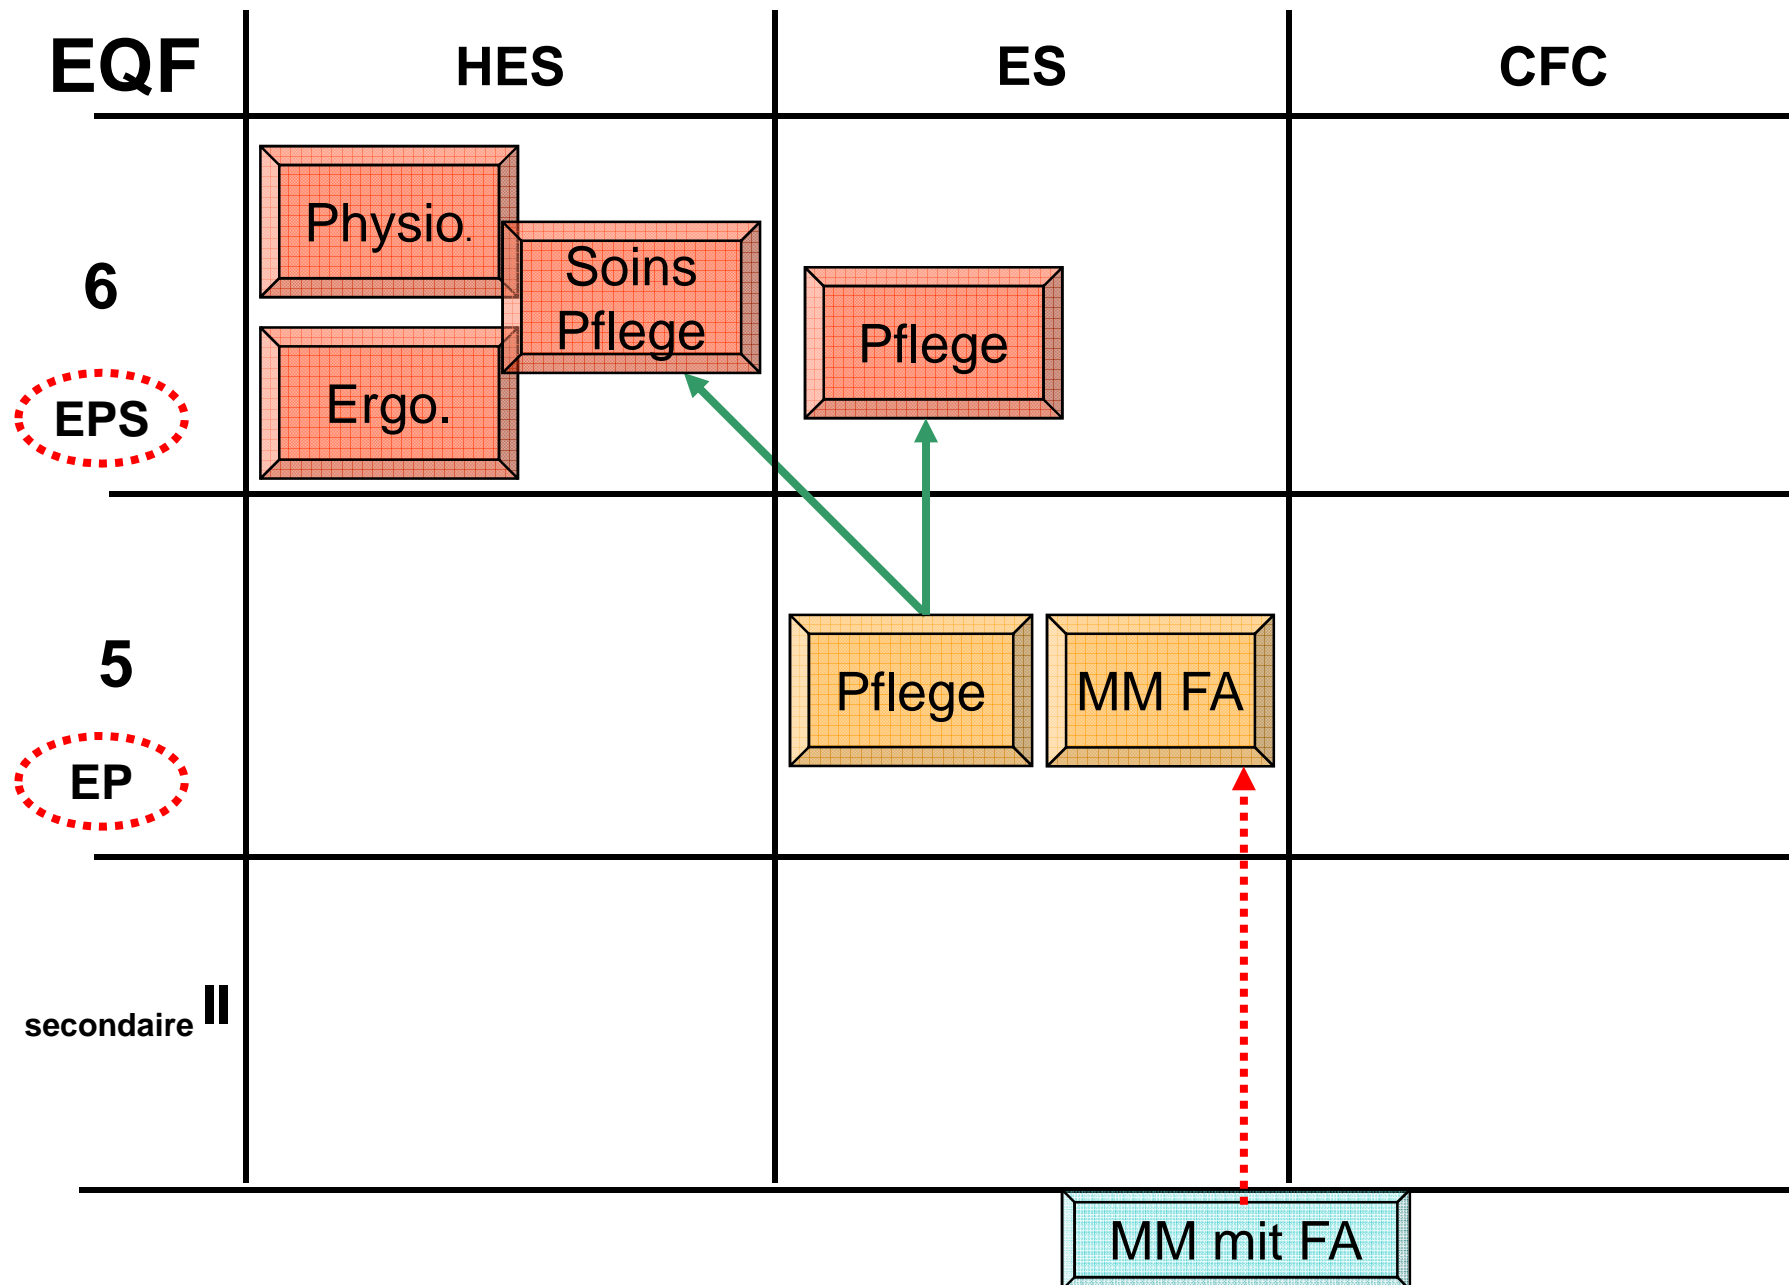 EQF
HES
ES
CFC
Physio.
Soins
Pflege
6
Pflege
Ergo.
EPS
5
Pflege
MM FA
EP
secondaire II
MM mit FA